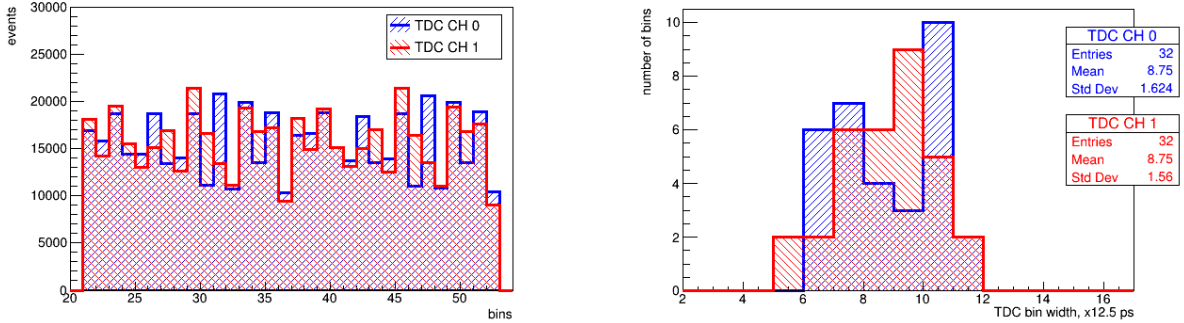 events
30000
25000
20000
15000
10000
5000
0
20
25
30
35
40
45
50
bins
TDC CH 0
TDC CH 1
number of bins
10
8
6
4
2
0
2
4
6
8
10
12
14
16
TDC bin width, x12.5 ps
TDC CH 0
Entries 32
Mean 8.75
Std Dev 1.624
TDC CH 1
Entries 32
Mean 8.75
Std Dev 1.56